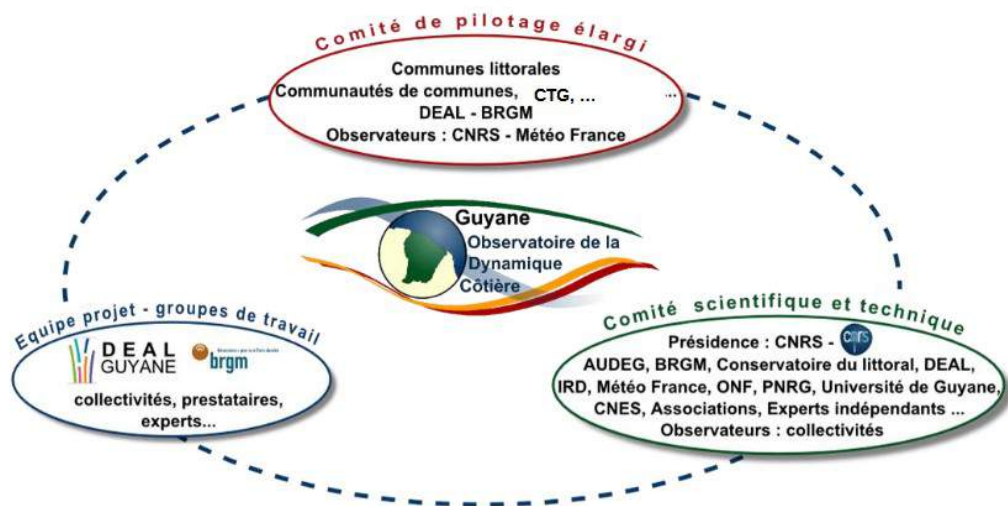 Comité de pilotage élargi
Communes littorales
Communautés de communes, CTG, ... ...
DEAL - BRGM
Observateurs : CNRS - Météo France
Guyane
Observatoire de la
Dynamique
Côtière
Equipe projet - groupes de travail
DEAL
GUYANE
brgm
collectivités, prestataires,
experts...
Comité scientifique et technique
Présidence : CNRS - cnrs
AUDEG, BRGM, Conservatoire du littoral, DEAL,
IRD, Météo France, ONF, PNRG, Université de Guyane,
CNES, Associations, Experts indépendants ...
Observateurs : collectivités